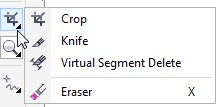 Crop
Knife
Virtual Segment Delete
Eraser X